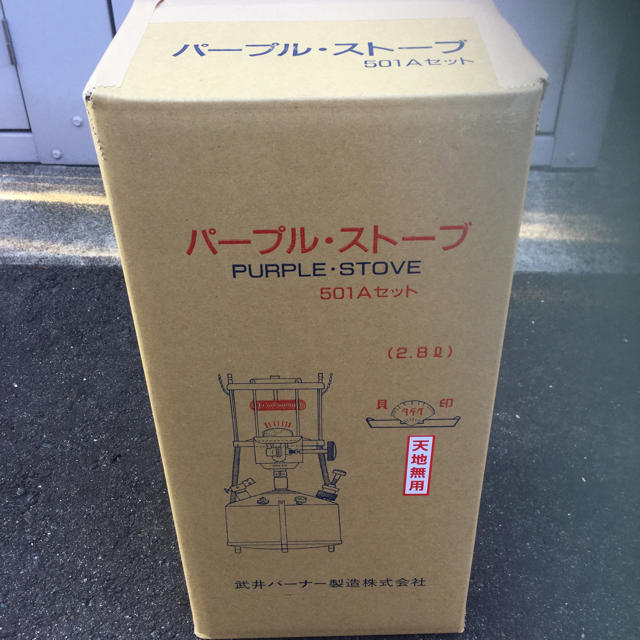 パープル・ストーブ
501Aセット
パープル・ストーブ
PURPLE・STOVE
501Aセット
(2.8ℓ)
貝 印
タケイ
天地無用
武井バーナー製造株式会社